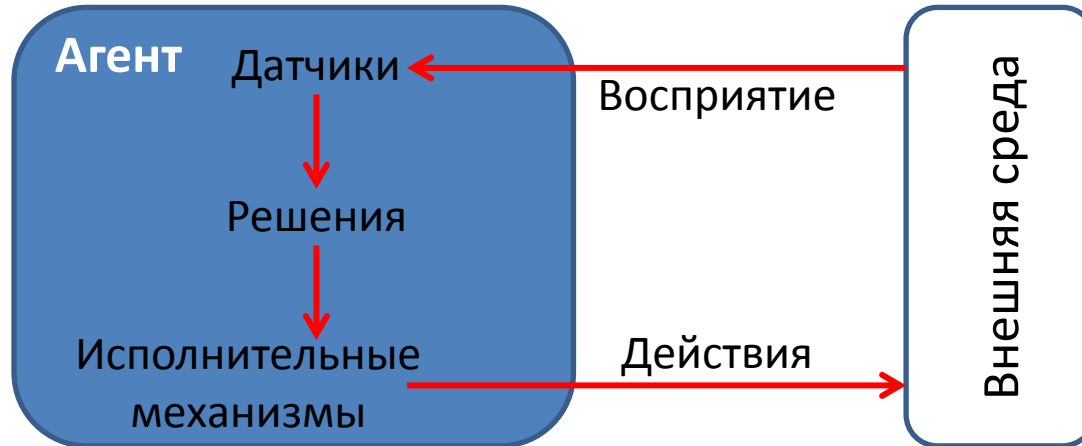 Агент
Датчики
Восприятие
Решения
Исполнительные
механизмы
Действия
Внешняя среда